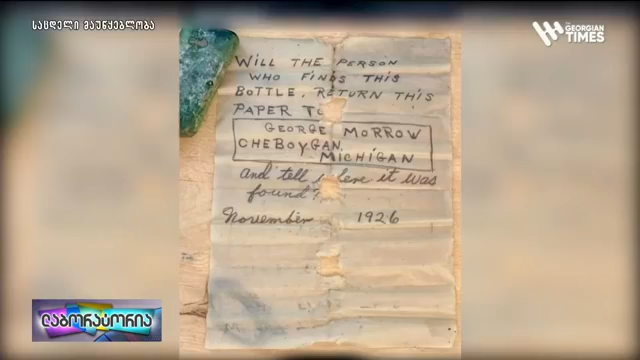 საცდელი მაუწყებლობა
THE GEORGIAN TIMES
WILL THE PERSON
WHO FINDS THIS
BOTTLE, RETURN THIS
PAPER TO
GEORGE MORROW
CHEBOYGAN,
MICHIGAN
and tell where it was
found?
November 1926
ლაბორატორია